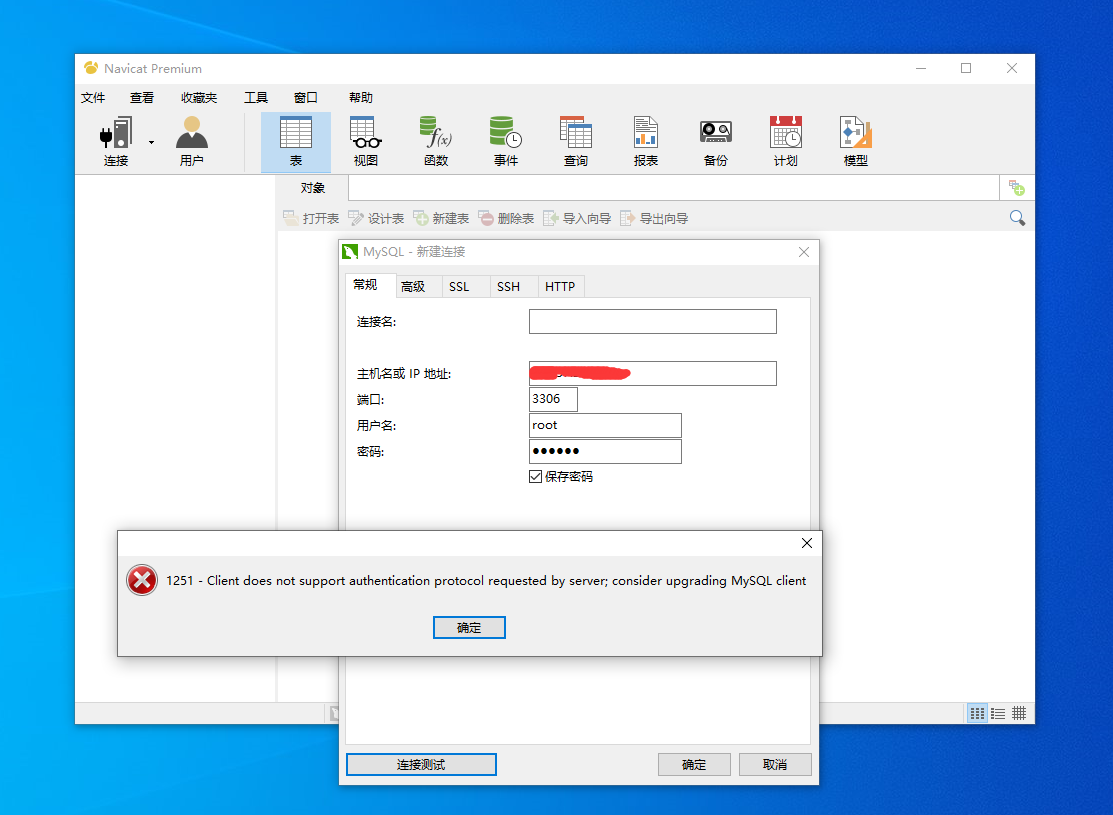 Navicat Premium
文件 查看 收藏夹 工具 窗口 帮助
连接 用户 表 视图 函数 事件 查询 报表 备份 计划 模型
对象
打开表 设计表 新建表 删除表 导入向导 导出向导
MySQL - 新建连接
常规 高级 SSL SSH HTTP
连接名:
主机名或 IP 地址:
端口: 3306
用户名: root
密码: ●●●●●●
保存密码
1251 - Client does not support authentication protocol requested by server; consider upgrading MySQL client
确定
连接测试 确定 取消